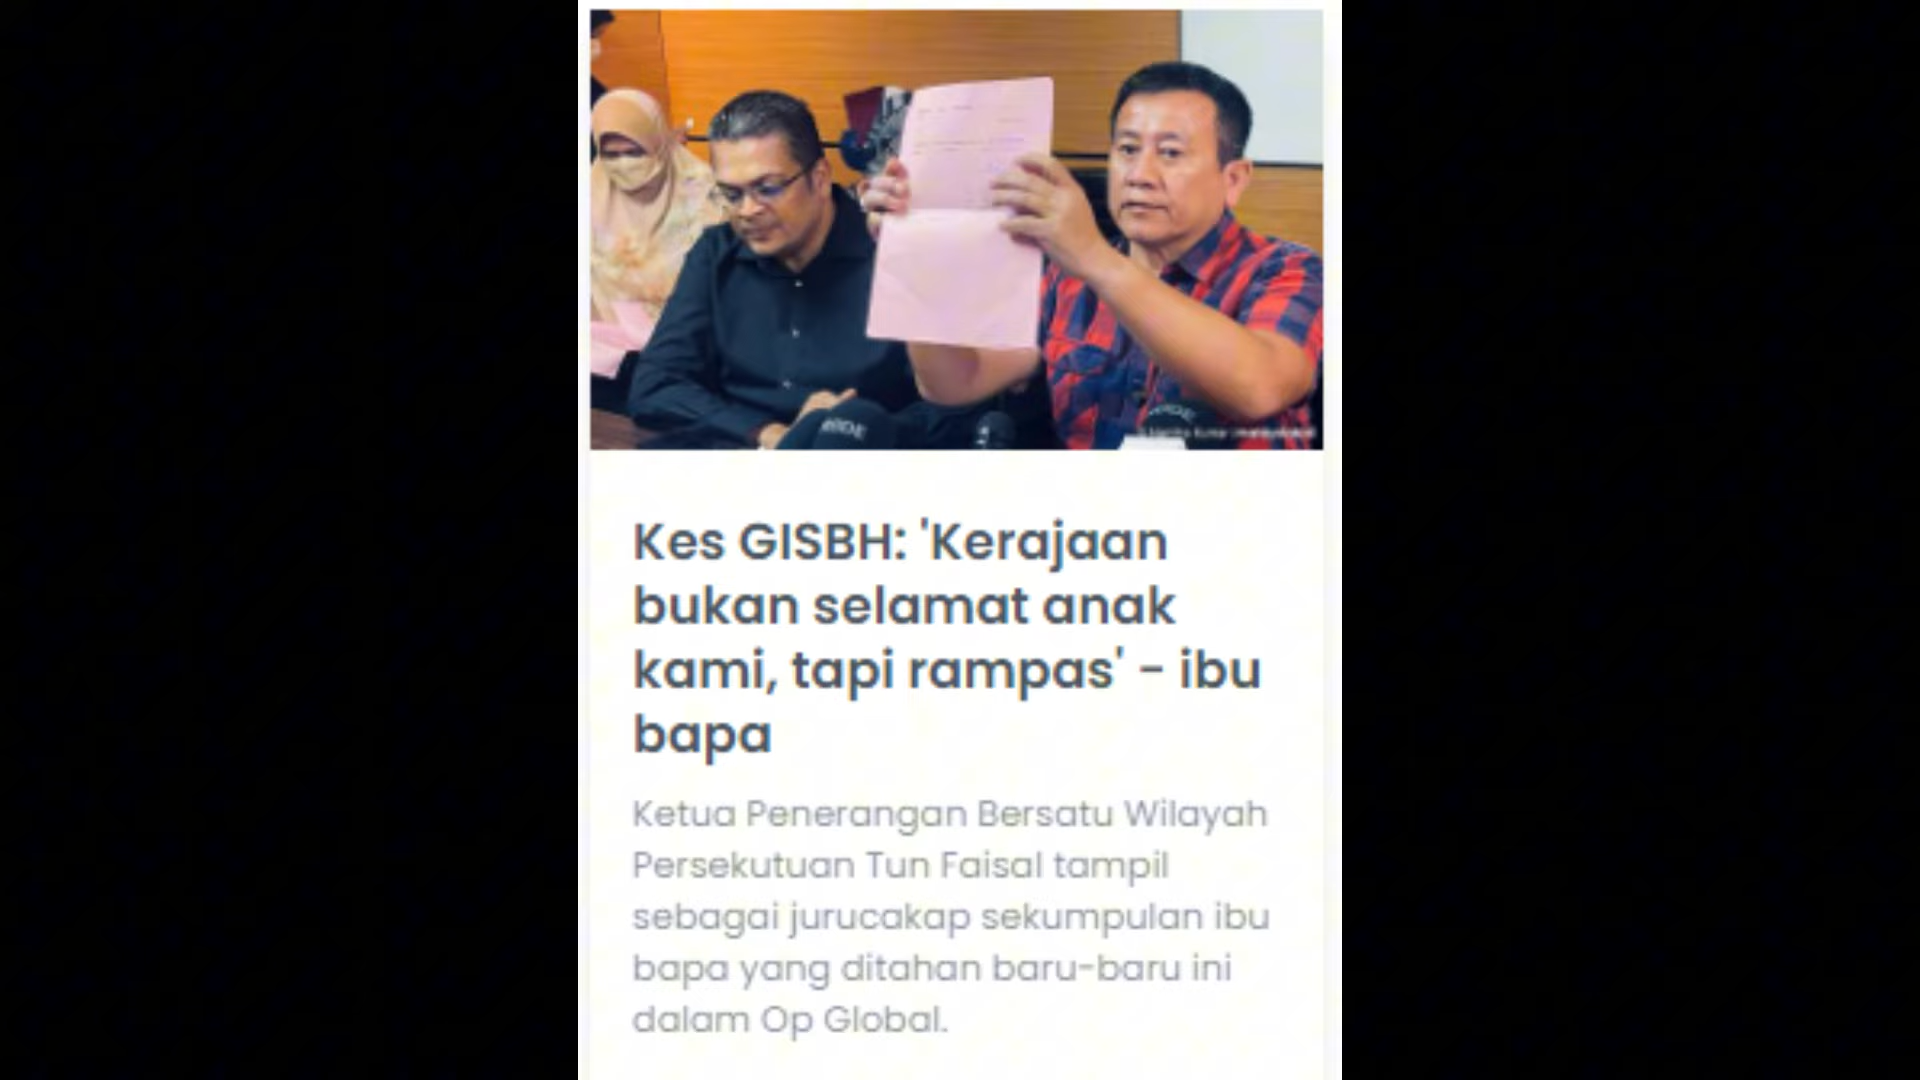 RØDE
Kes GISBH: 'Kerajaan
bukan selamat anak
kami, tapi rampas' - ibu
bapa
Ketua Penerangan Bersatu Wilayah
Persekutuan Tun Faisal tampil
sebagai jurucakap sekumpulan ibu
bapa yang ditahan baru-baru ini
dalam Op Global.